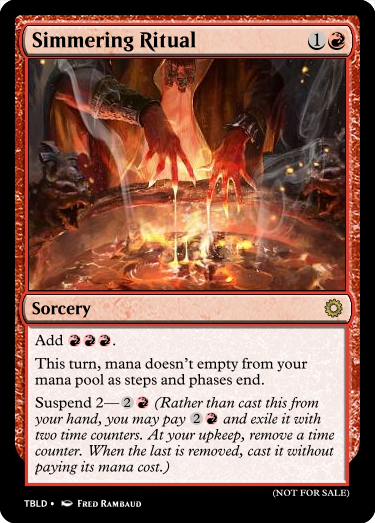 Simmering Ritual 1
Sorcery
Add
.
This turn, mana doesn't empty from your
mana pool as steps and phases end.
Suspend 2—2 (Rather than cast this from
your hand, you may pay 2 and exile it with
two time counters. At your upkeep, remove a time
counter. When the last is removed, cast it without
paying its mana cost.)
(NOT FOR SALE)
TBLD • Fred Rambaud